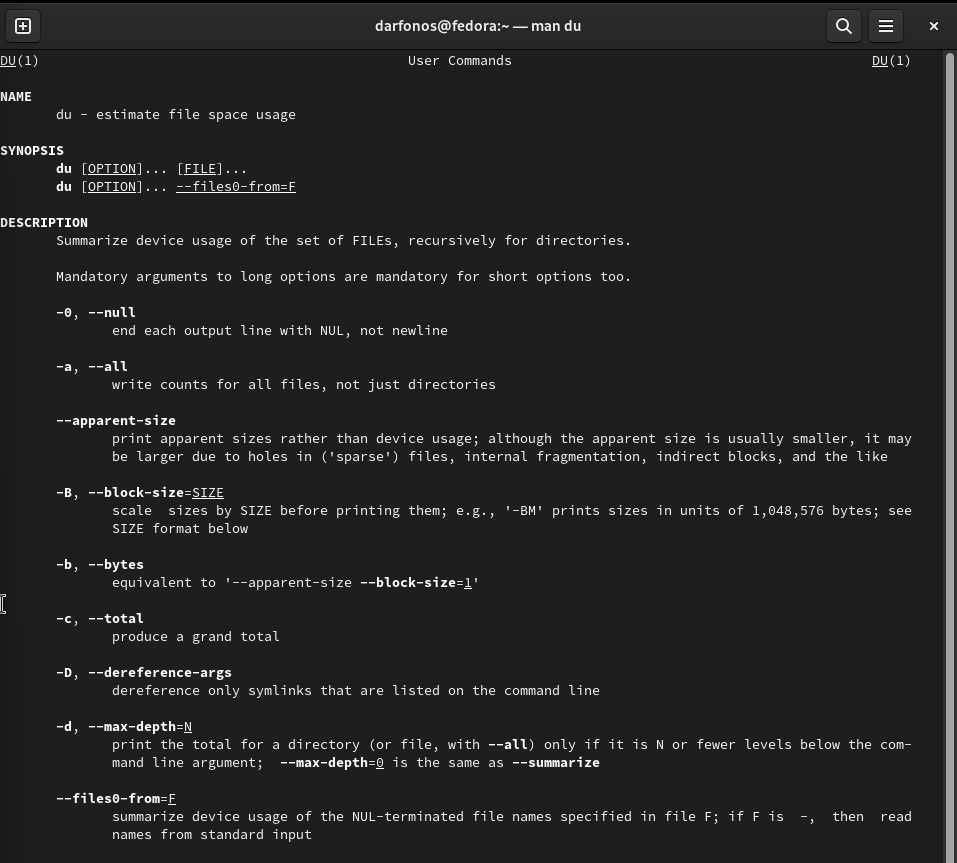 darfonos@fedora:~ — man du
DU(1) User Commands DU(1)
NAME
du - estimate file space usage
SYNOPSIS
du [OPTION]... [FILE]...
du [OPTION]... --files0-from=F
DESCRIPTION
Summarize device usage of the set of FILEs, recursively for directories.
Mandatory arguments to long options are mandatory for short options too.
-0, --null
end each output line with NUL, not newline
-a, --all
write counts for all files, not just directories
--apparent-size
print apparent sizes rather than device usage; although the apparent size is usually smaller, it may
be larger due to holes in ('sparse') files, internal fragmentation, indirect blocks, and the like
-B, --block-size=SIZE
scale  sizes by SIZE before printing them; e.g., '-BM' prints sizes in units of 1,048,576 bytes; see
SIZE format below
-b, --bytes
equivalent to '--apparent-size --block-size=1'
-c, --total
produce a grand total
-D, --dereference-args
dereference only symlinks that are listed on the command line
-d, --max-depth=N
print the total for a directory (or file, with --all) only if it is N or fewer levels below the com-
mand line argument;  --max-depth=0 is the same as --summarize
--files0-from=F
summarize device usage of the NUL-terminated file names specified in file F; if F is  -,  then  read
names from standard input